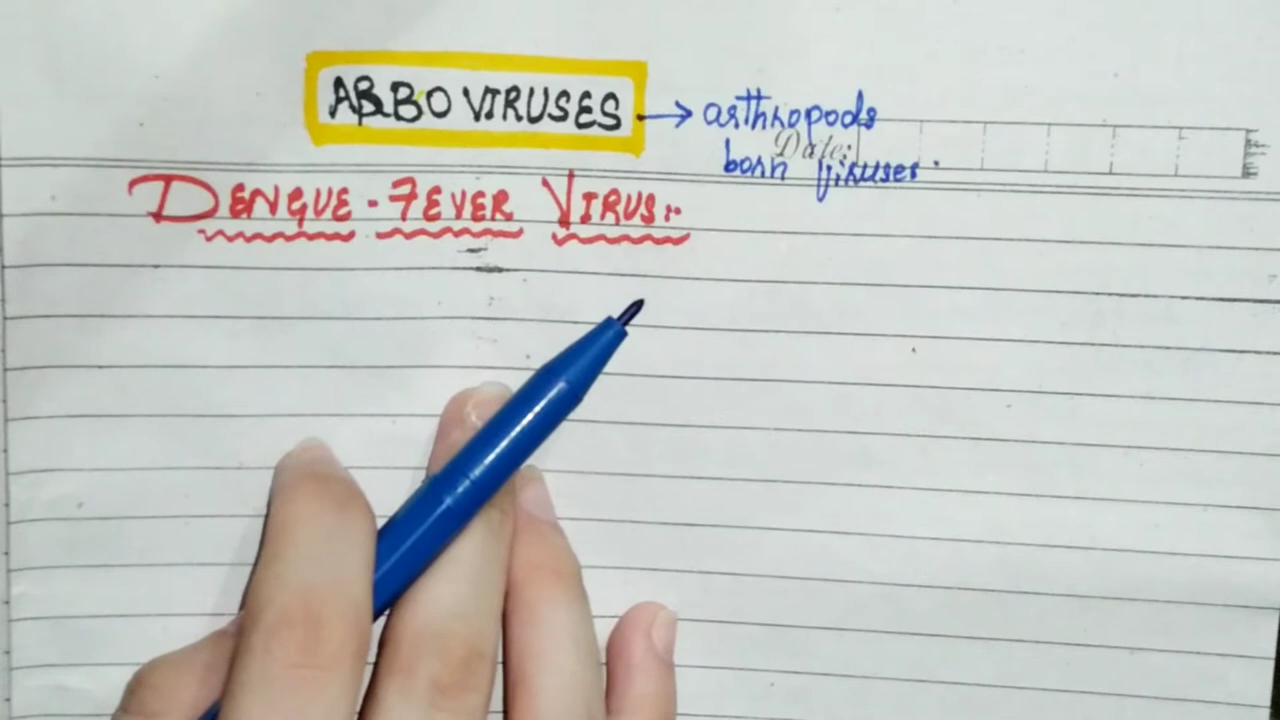 ARBO VIRUSES → arthropods
Date:
born viruses.
DENGUE - FEVER VIRUS:-